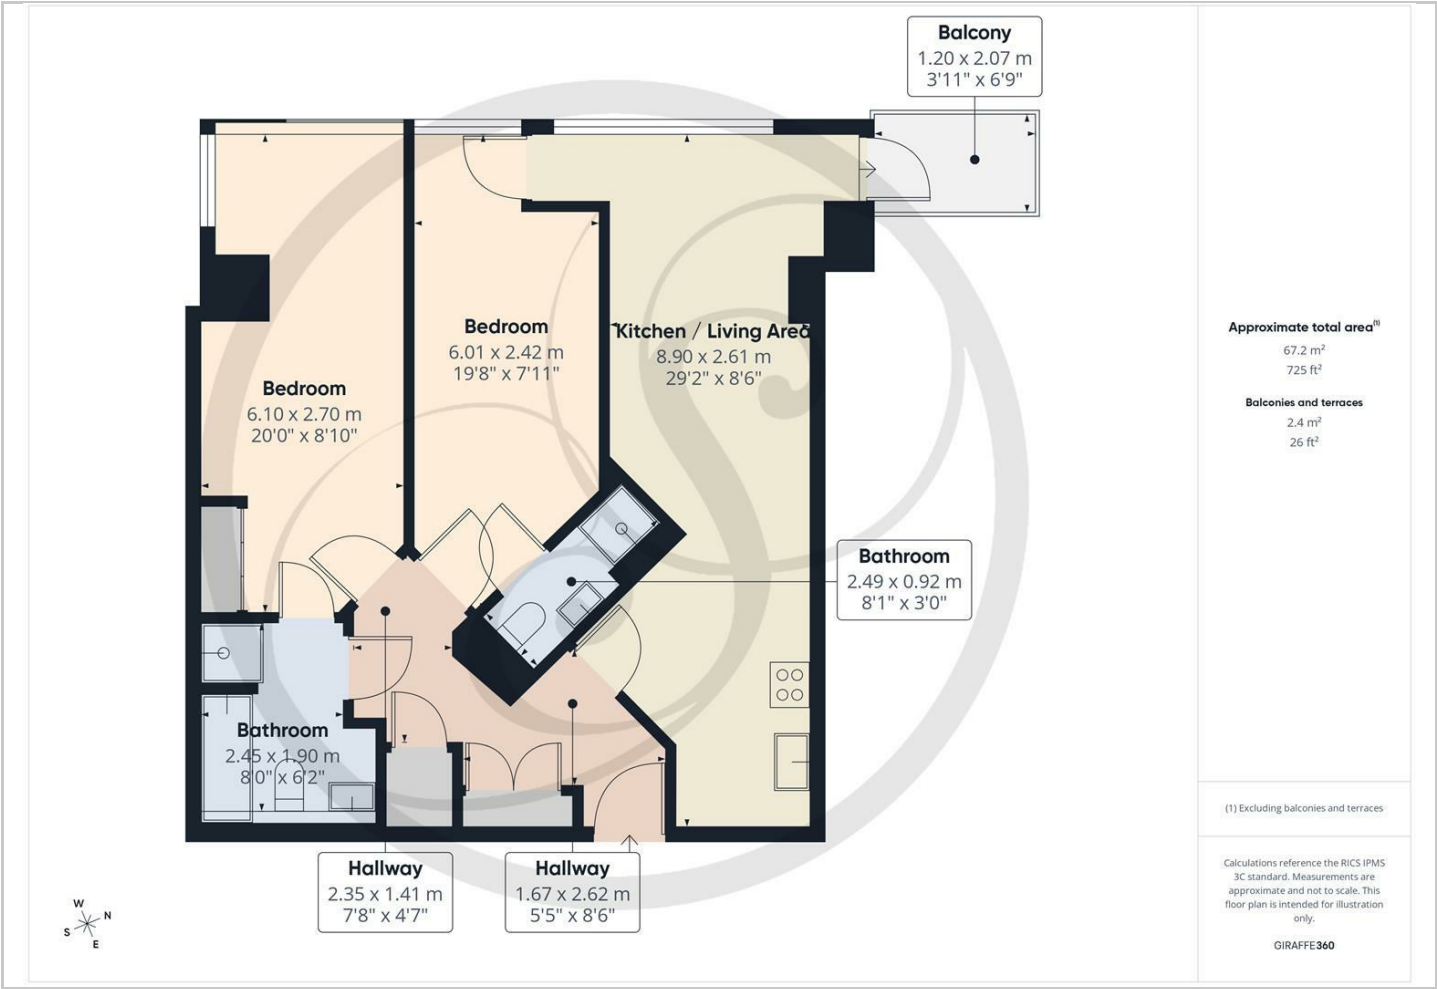 Balcony
1.20 x 2.07 m
3'11" x 6'9"
Bedroom
6.01 x 2.42 m
19'8" x 7'11"
Kitchen / Living Area
8.90 x 2.61 m
29'2" x 8'6"
Bedroom
6.10 x 2.70 m
20'0" x 8'10"
Bathroom
2.49 x 0.92 m
8'1" x 3'0"
Bathroom
2.45 x 1.90 m
8'0" x 6'2"
Hallway
2.35 x 1.41 m
7'8" x 4'7"
Hallway
1.67 x 2.62 m
5'5" x 8'6"
W
N
S
E
Approximate total area(1)
67.2 m²
725 ft²
Balconies and terraces
2.4 m²
26 ft²
(1) Excluding balconies and terraces
Calculations reference the RICS IPMS
3C standard. Measurements are
approximate and not to scale. This
floor plan is intended for illustration
only.
GIRAFFE360